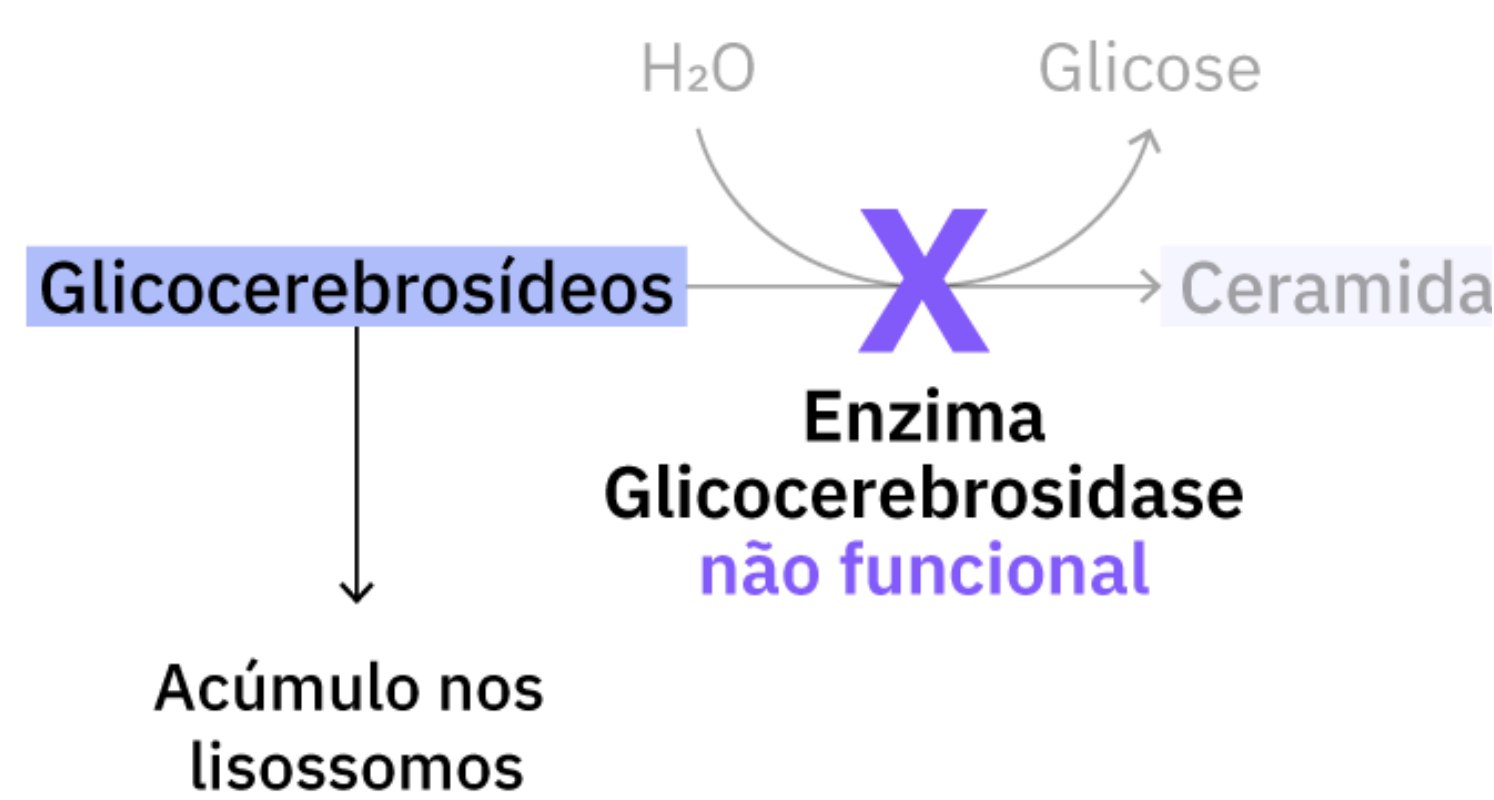 H₂O
Glicose
Glicocerebrosídeos
X
Ceramida
Enzima
Glicocerebrosidase
não funcional
Acúmulo nos
lisossomos